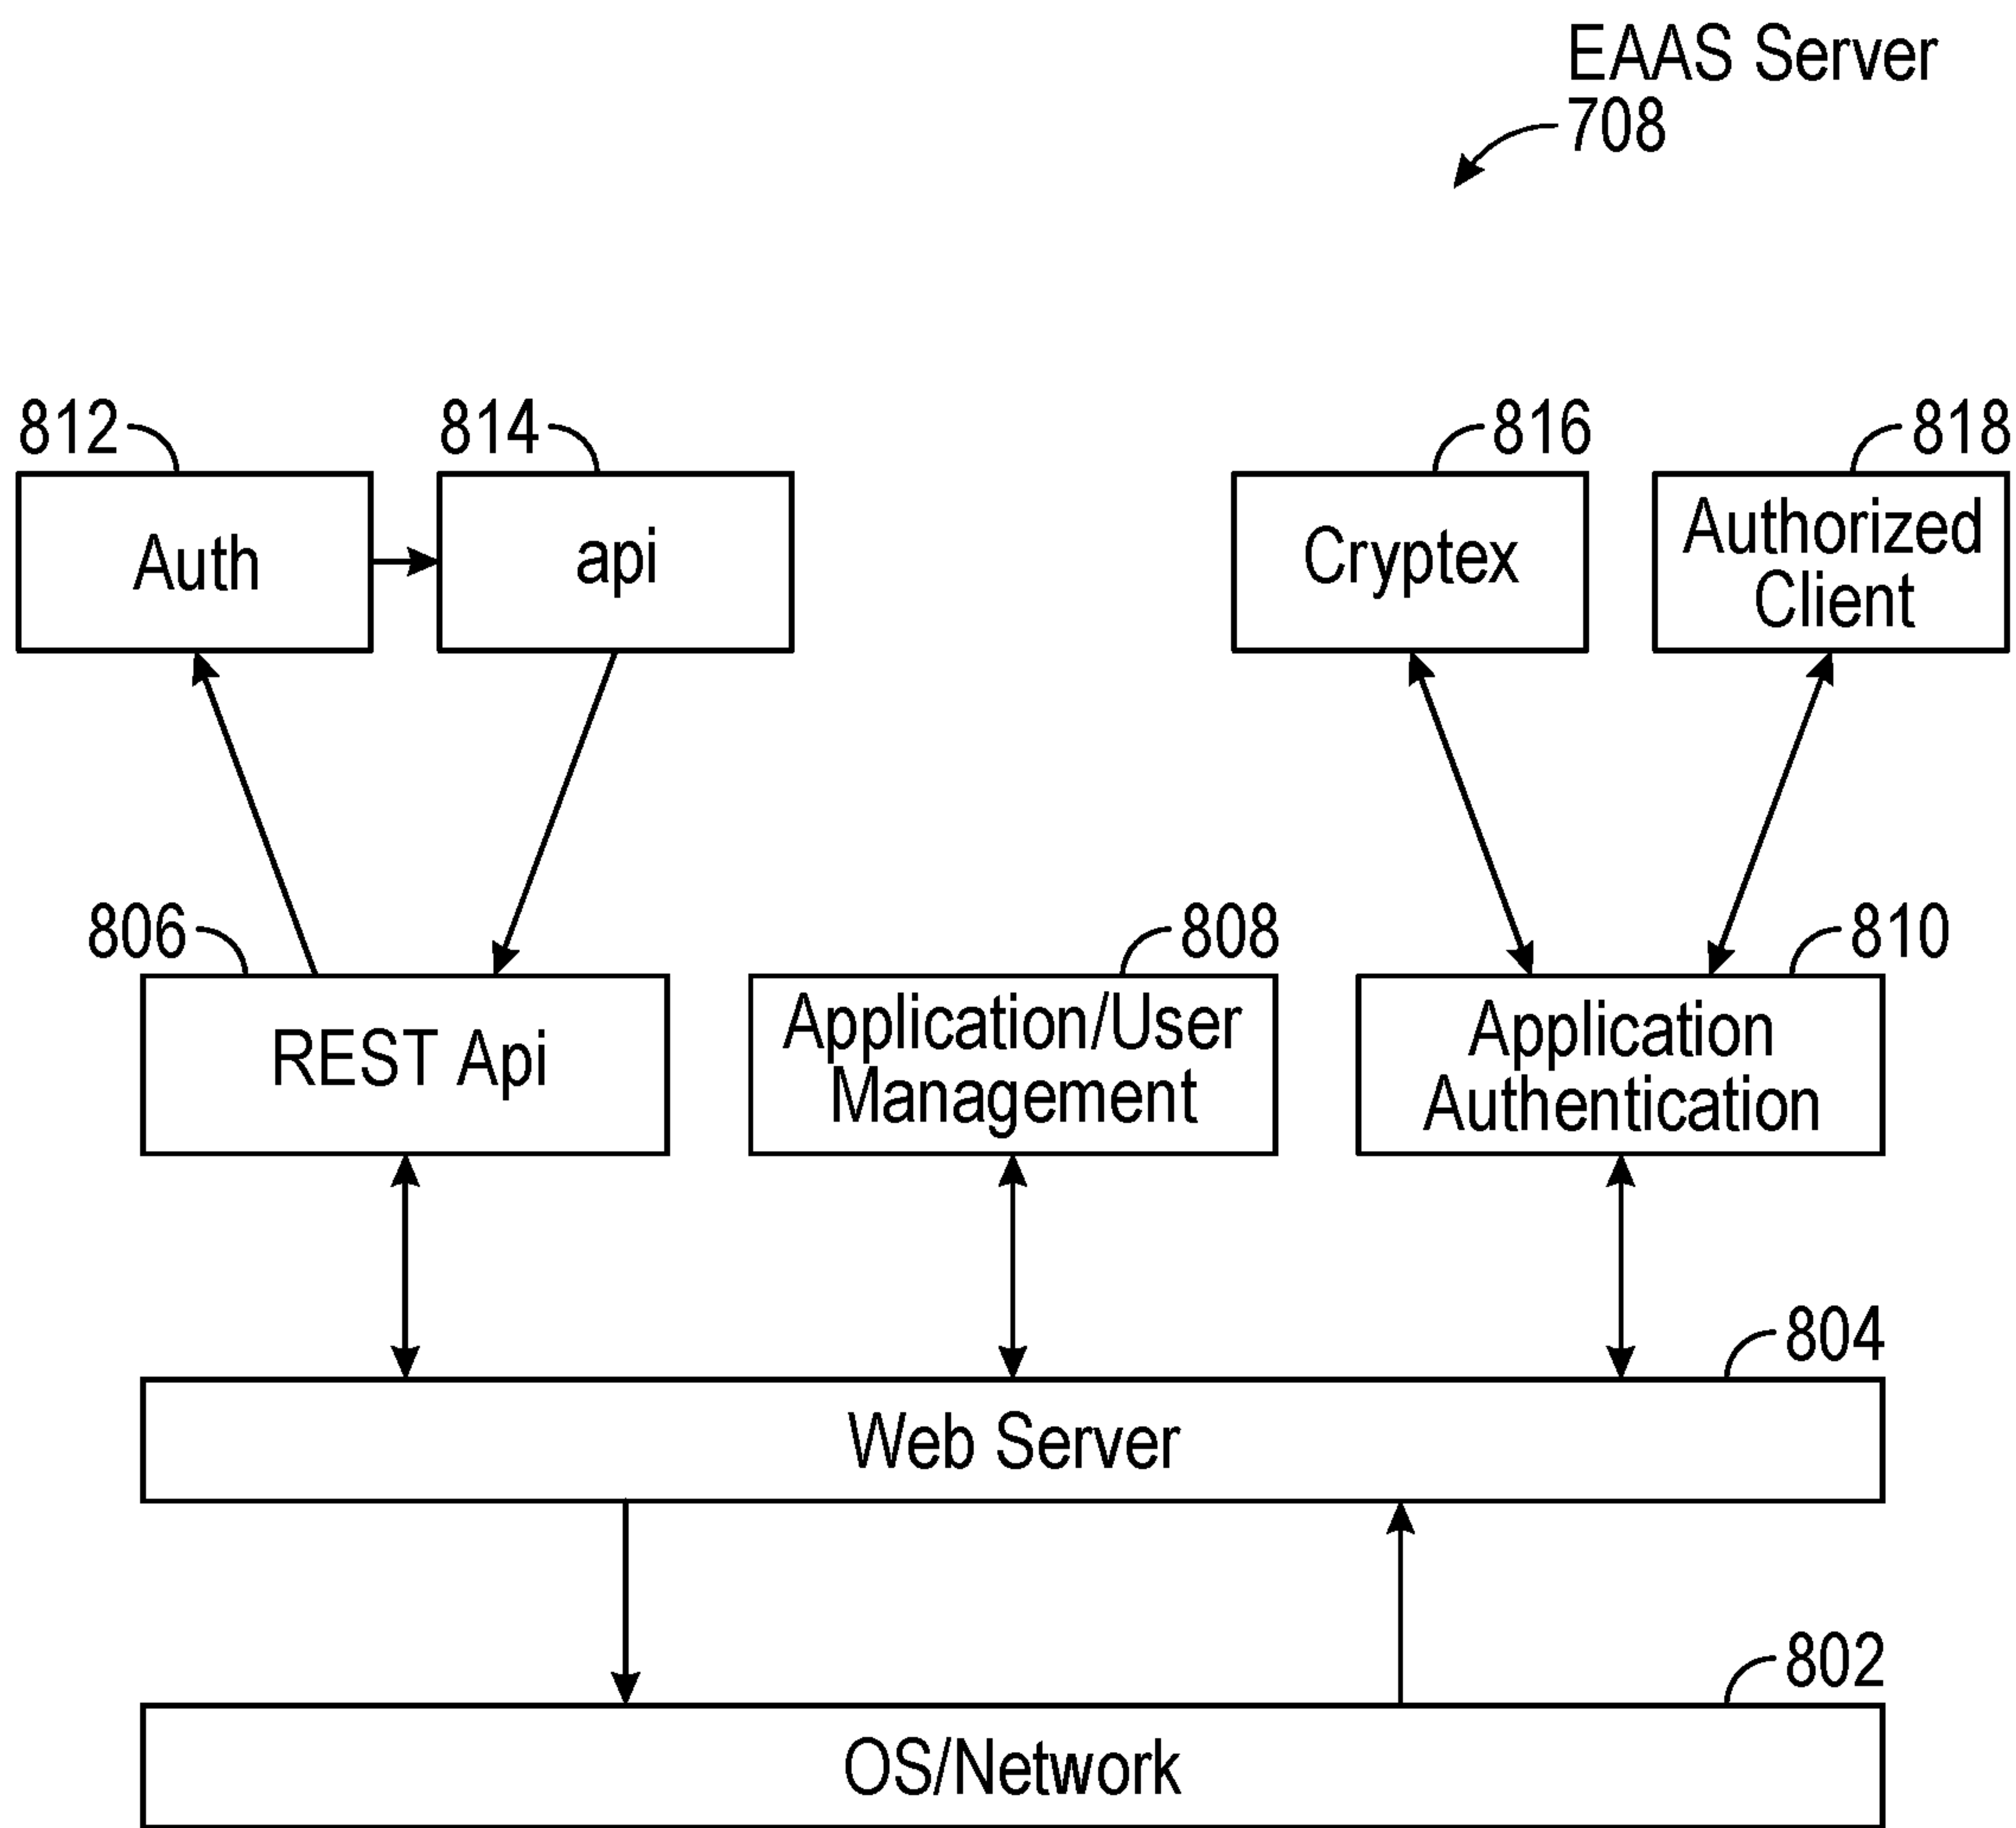 EAAS Server
708
812
814
816
818
Auth
api
Cryptex
Authorized
Client
806
808
810
REST Api
Application/User
Management
Application
Authentication
804
Web Server
802
OS/Network